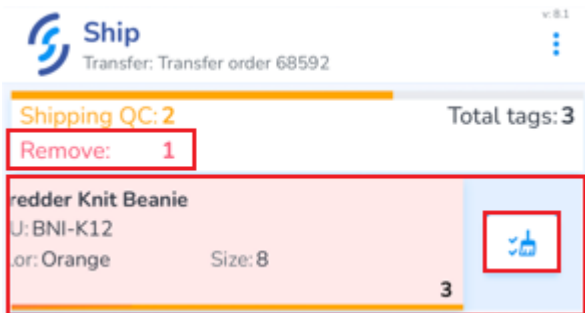 v: 8.1
Ship
Transfer: Transfer order 68592
Shipping QC: 2 Total tags: 3
Remove: 1
redder Knit Beanie
U: BNI-K12
or: Orange Size: 8
3